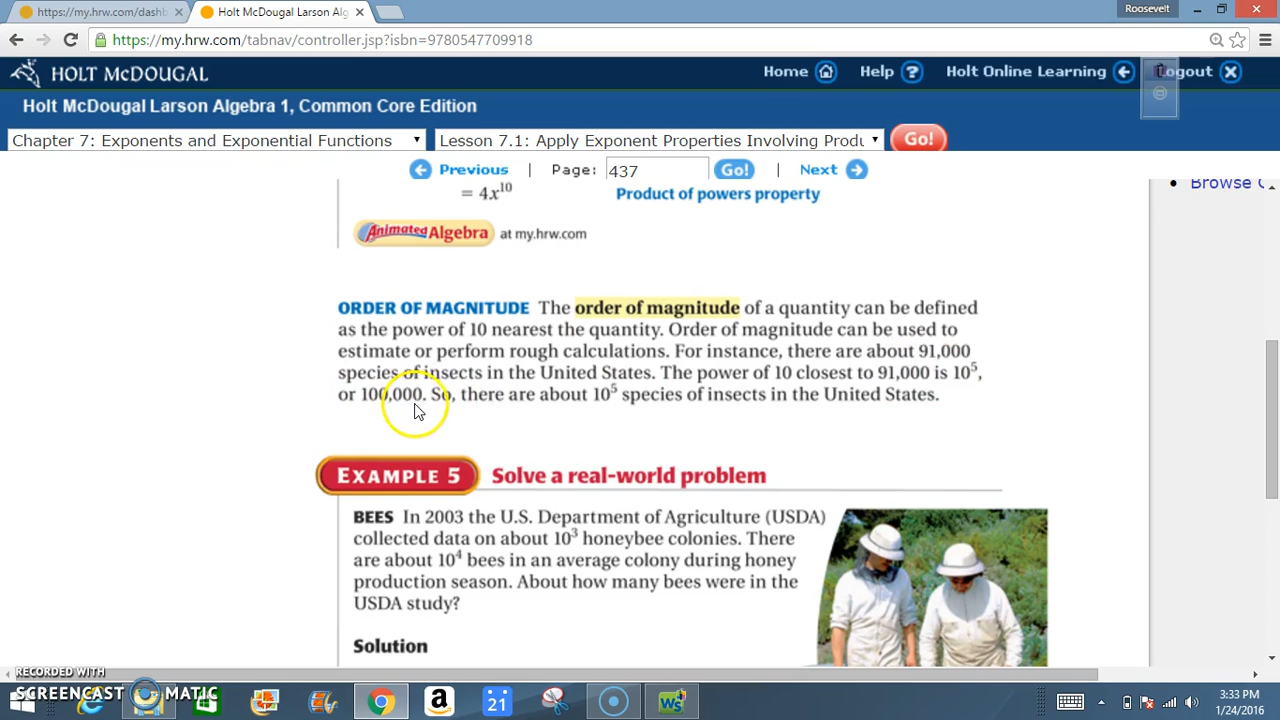 https://my.hrw.com/dashb
Holt McDougal Larson Alg
Roosevelt
https://my.hrw.com/tabnav/controller.jsp?isbn=9780547709918
HOLT MCDOUGAL
Home
Help
Holt Online Learning
Logout
Holt McDougal Larson Algebra 1, Common Core Edition
Chapter 7: Exponents and Exponential Functions
Lesson 7.1: Apply Exponent Properties Involving Produ
Go!
Previous | Page: 437 Go! | Next
Browse C
= 4x¹⁰ Product of powers property
Animated Algebra at my.hrw.com
ORDER OF MAGNITUDE The order of magnitude of a quantity can be defined
as the power of 10 nearest the quantity. Order of magnitude can be used to
estimate or perform rough calculations. For instance, there are about 91,000
species of insects in the United States. The power of 10 closest to 91,000 is 10⁵,
or 100,000. So, there are about 10⁵ species of insects in the United States.
EXAMPLE 5 Solve a real-world problem
BEES In 2003 the U.S. Department of Agriculture (USDA)
collected data on about 10³ honeybee colonies. There
are about 10⁴ bees in an average colony during honey
production season. About how many bees were in the
USDA study?
Solution
RECORDED WITH
SCREENCAST MATIC
a
21
WS
3:33 PM
1/24/2016